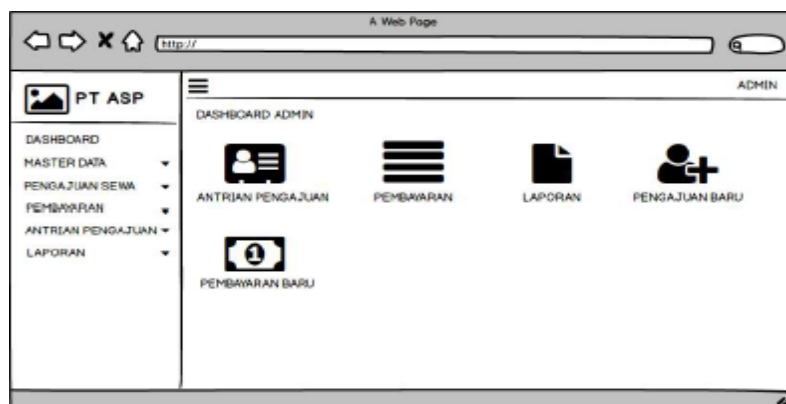 A Web Page
http://
PT ASP
ADMIN
DASHBOARD ADMIN
DASHBOARD
MASTER DATA
PENGAJUAN SEWA
PEMBAYARAN
ANTRIAN PENGAJUAN
LAPORAN
ANTRIAN PENGAJUAN
PEMBAYARAN
LAPORAN
PENGAJUAN BARU
1
PEMBAYARAN BARU